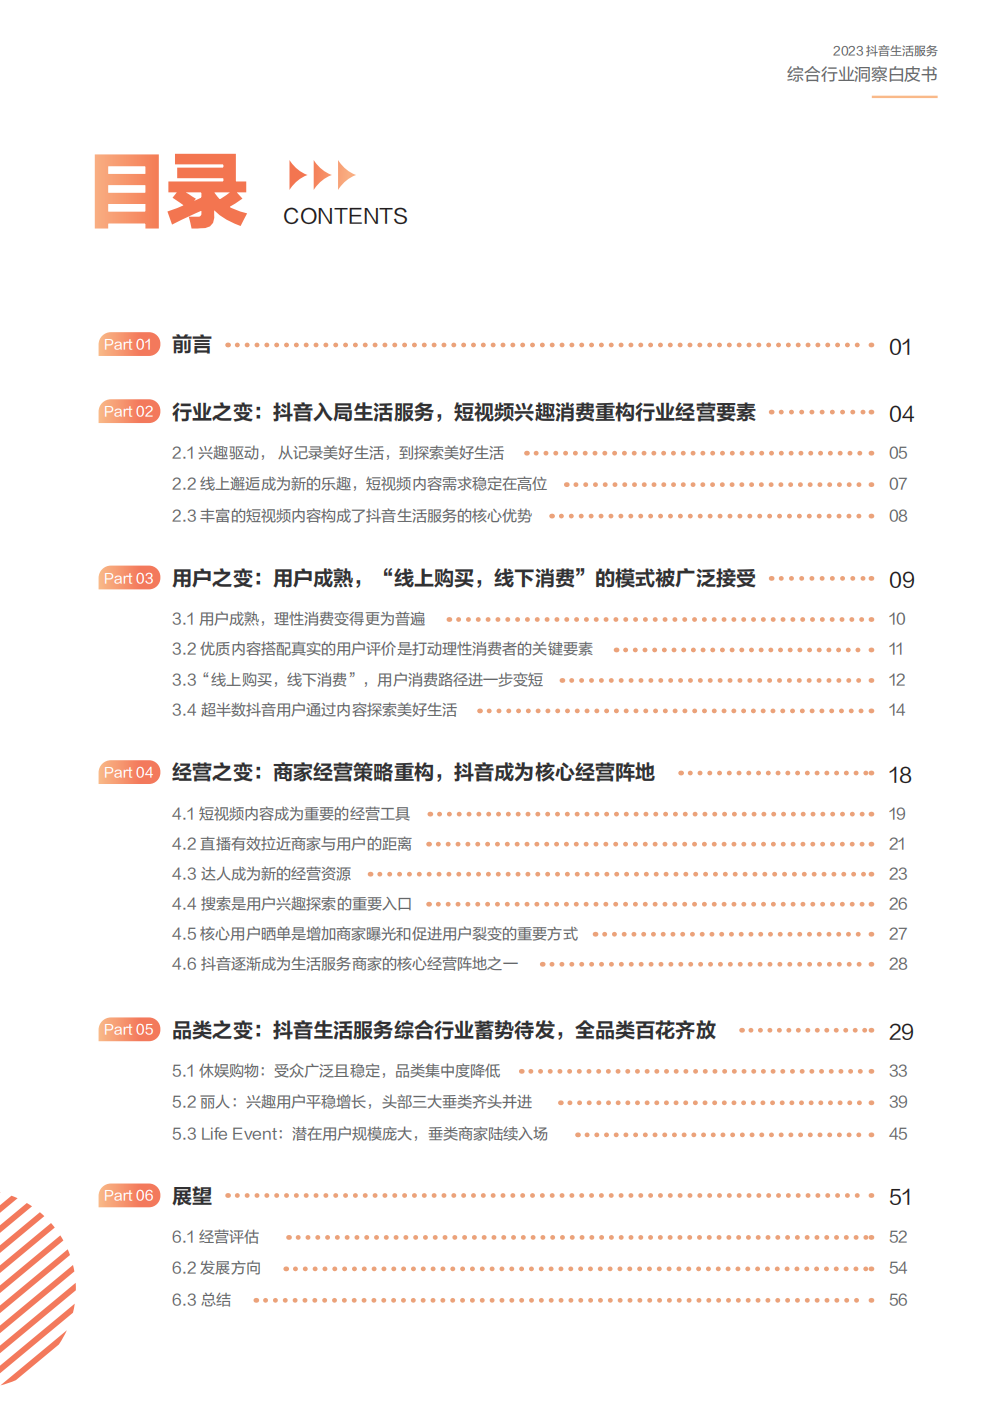 2023 抖音生活服务
综合行业洞察白皮书
目录
CONTENTS
Part 01 前言 01
Part 02 行业之变：抖音入局生活服务，短视频兴趣消费重构行业经营要素 04
2.1 兴趣驱动，从记录美好生活，到探索美好生活 05
2.2 线上邂逅成为新的乐趣，短视频内容需求稳定在高位 07
2.3 丰富的短视频内容构成了抖音生活服务的核心优势 08
Part 03 用户之变：用户成熟，“线上购买，线下消费”的模式被广泛接受 09
3.1 用户成熟，理性消费变得更为普遍 10
3.2 优质内容搭配真实的用户评价是打动理性消费者的关键要素 11
3.3 “线上购买，线下消费”，用户消费路径进一步变短 12
3.4 超半数抖音用户通过内容探索美好生活 14
Part 04 经营之变：商家经营策略重构，抖音成为核心经营阵地 18
4.1 短视频内容成为重要的经营工具 19
4.2 直播有效拉近商家与用户的距离 21
4.3 达人成为新的经营资源 23
4.4 搜索是用户兴趣探索的重要入口 26
4.5 核心用户晒单是增加商家曝光和促进用户裂变的重要方式 27
4.6 抖音逐渐成为生活服务商家的核心经营阵地之一 28
Part 05 品类之变：抖音生活服务综合行业蓄势待发，全品类百花齐放 29
5.1 休娱购物：受众广泛且稳定，品类集中度降低 33
5.2 丽人：兴趣用户平稳增长，头部三大垂类齐头并进 39
5.3 Life Event：潜在用户规模庞大，垂类商家陆续入场 45
Part 06 展望 51
6.1 经营评估 52
6.2 发展方向 54
6.3 总结 56